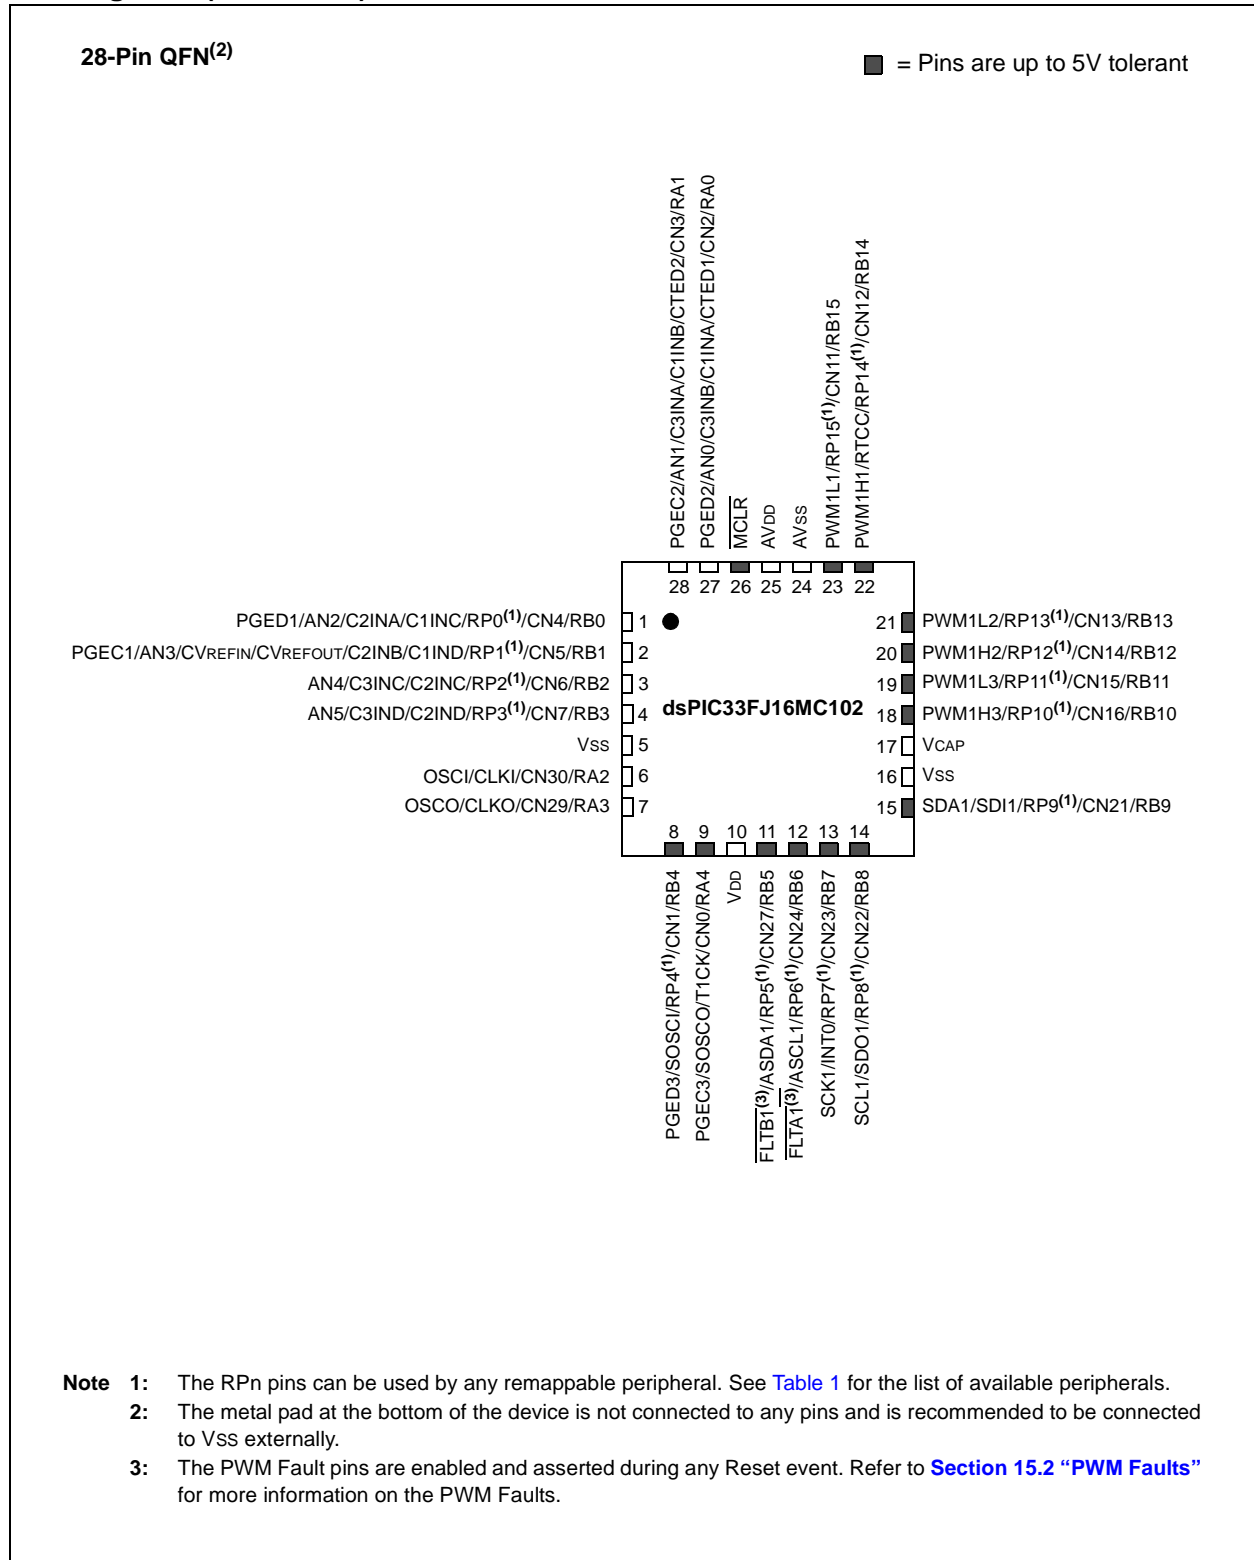 28-Pin QFN(2)
= Pins are up to 5V tolerant
PGEC2/AN1/C3INA/C1INB/CTED2/CN3/RA1
PGED2/AN0/C3INB/C1INA/CTED1/CN2/RA0
MCLR
AVDD
AVSS
PWM1L1/RP15(1)/CN11/RB15
PWM1H1/RTCC/RP14(1)/CN12/RB14
28 27 26 25 24 23 22
PGED1/AN2/C2INA/C1INC/RP0(1)/CN4/RB0 1
PGEC1/AN3/CVREFIN/CVREFOUT/C2INB/C1IND/RP1(1)/CN5/RB1 2
AN4/C3INC/C2INC/RP2(1)/CN6/RB2 3
AN5/C3IND/C2IND/RP3(1)/CN7/RB3 4
VSS 5
OSCI/CLKI/CN30/RA2 6
OSCO/CLKO/CN29/RA3 7
dsPIC33FJ16MC102
21 PWM1L2/RP13(1)/CN13/RB13
20 PWM1H2/RP12(1)/CN14/RB12
19 PWM1L3/RP11(1)/CN15/RB11
18 PWM1H3/RP10(1)/CN16/RB10
17 VCAP
16 VSS
15 SDA1/SDI1/RP9(1)/CN21/RB9
8 9 10 11 12 13 14
PGED3/SOSCI/RP4(1)/CN1/RB4
PGEC3/SOSCO/T1CK/CN0/RA4
VDD
FLTB1(3)/ASDA1/RP5(1)/CN27/RB5
FLTA1(3)/ASCL1/RP6(1)/CN24/RB6
SCK1/INT0/RP7(1)/CN23/RB7
SCL1/SDO1/RP8(1)/CN22/RB8
Note 1: The RPn pins can be used by any remappable peripheral. See Table 1 for the list of available peripherals.
2: The metal pad at the bottom of the device is not connected to any pins and is recommended to be connected
to VSS externally.
3: The PWM Fault pins are enabled and asserted during any Reset event. Refer to Section 15.2 “PWM Faults”
for more information on the PWM Faults.